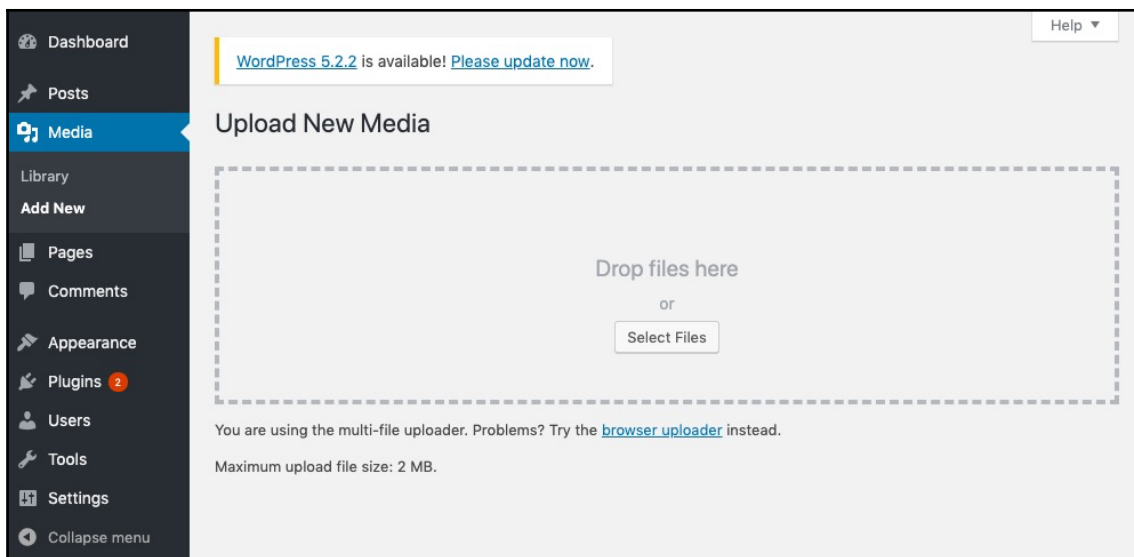 Dashboard
Posts
Media
Library
Add New
Pages
Comments
Appearance
Plugins 2
Users
Tools
Settings
Collapse menu
Help ▼
WordPress 5.2.2 is available! Please update now.
Upload New Media
Drop files here
or
Select Files
You are using the multi-file uploader. Problems? Try the browser uploader instead.
Maximum upload file size: 2 MB.